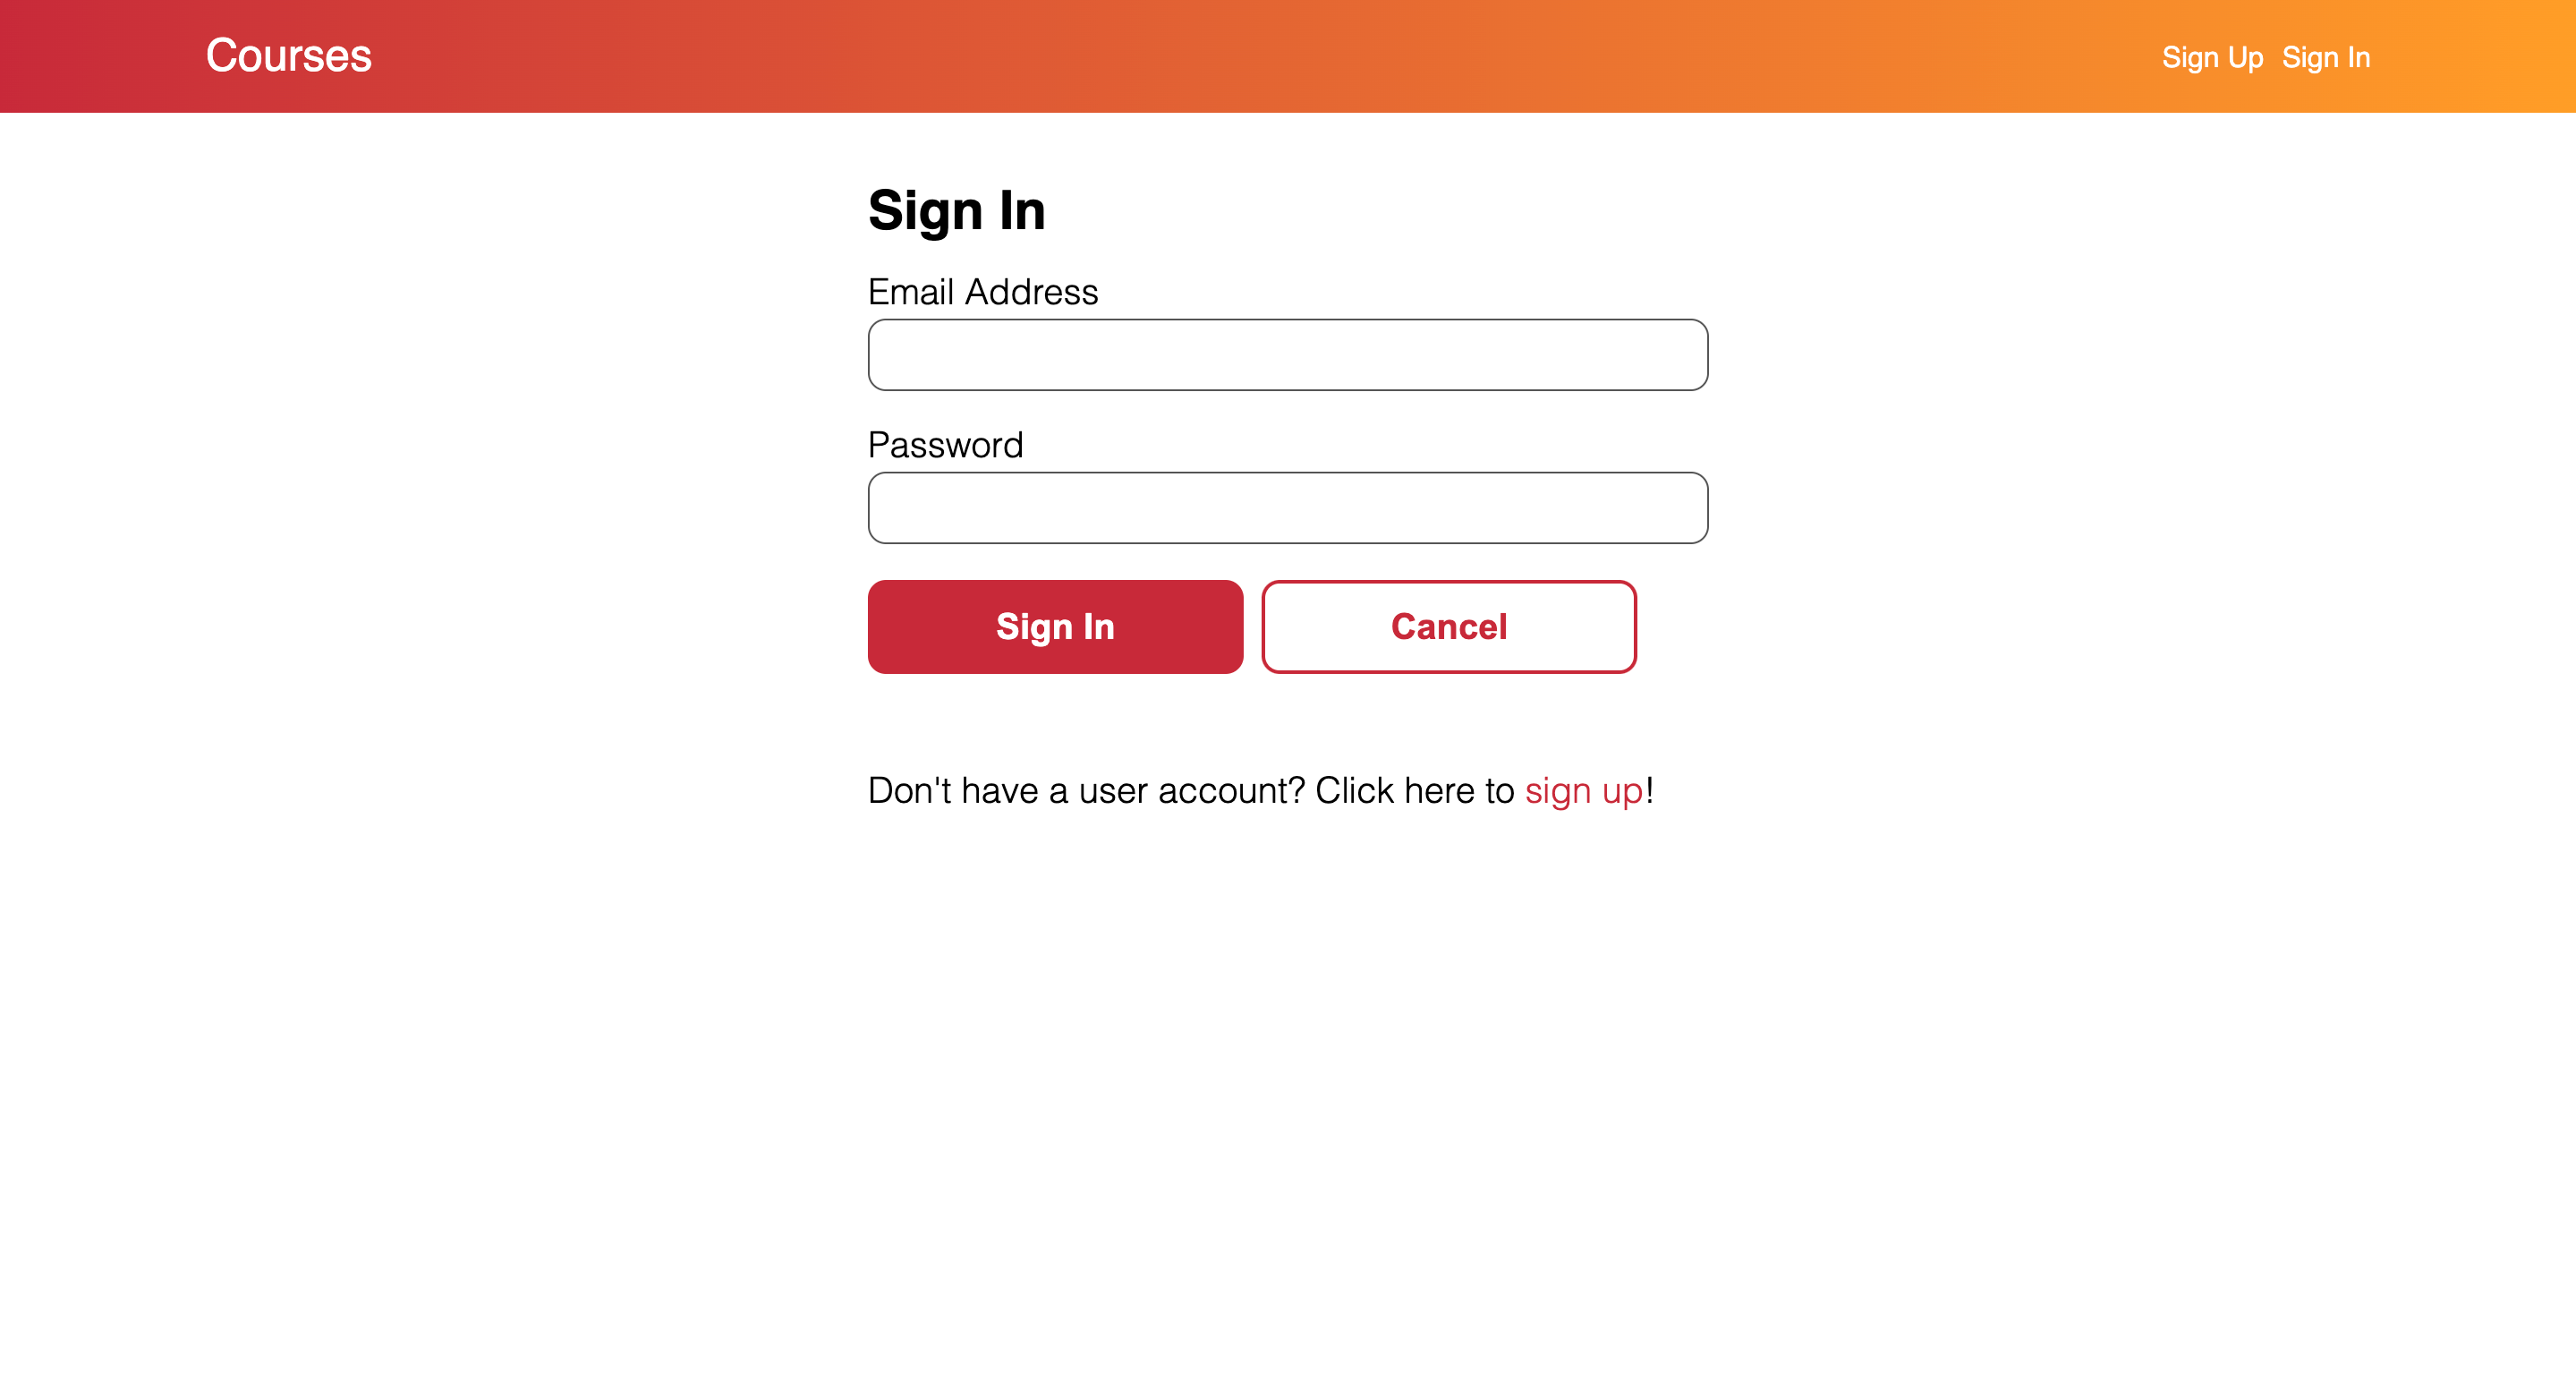 Courses
Sign Up Sign In
Sign In
Email Address
Password
Sign In
Cancel
Don't have a user account? Click here to sign up!